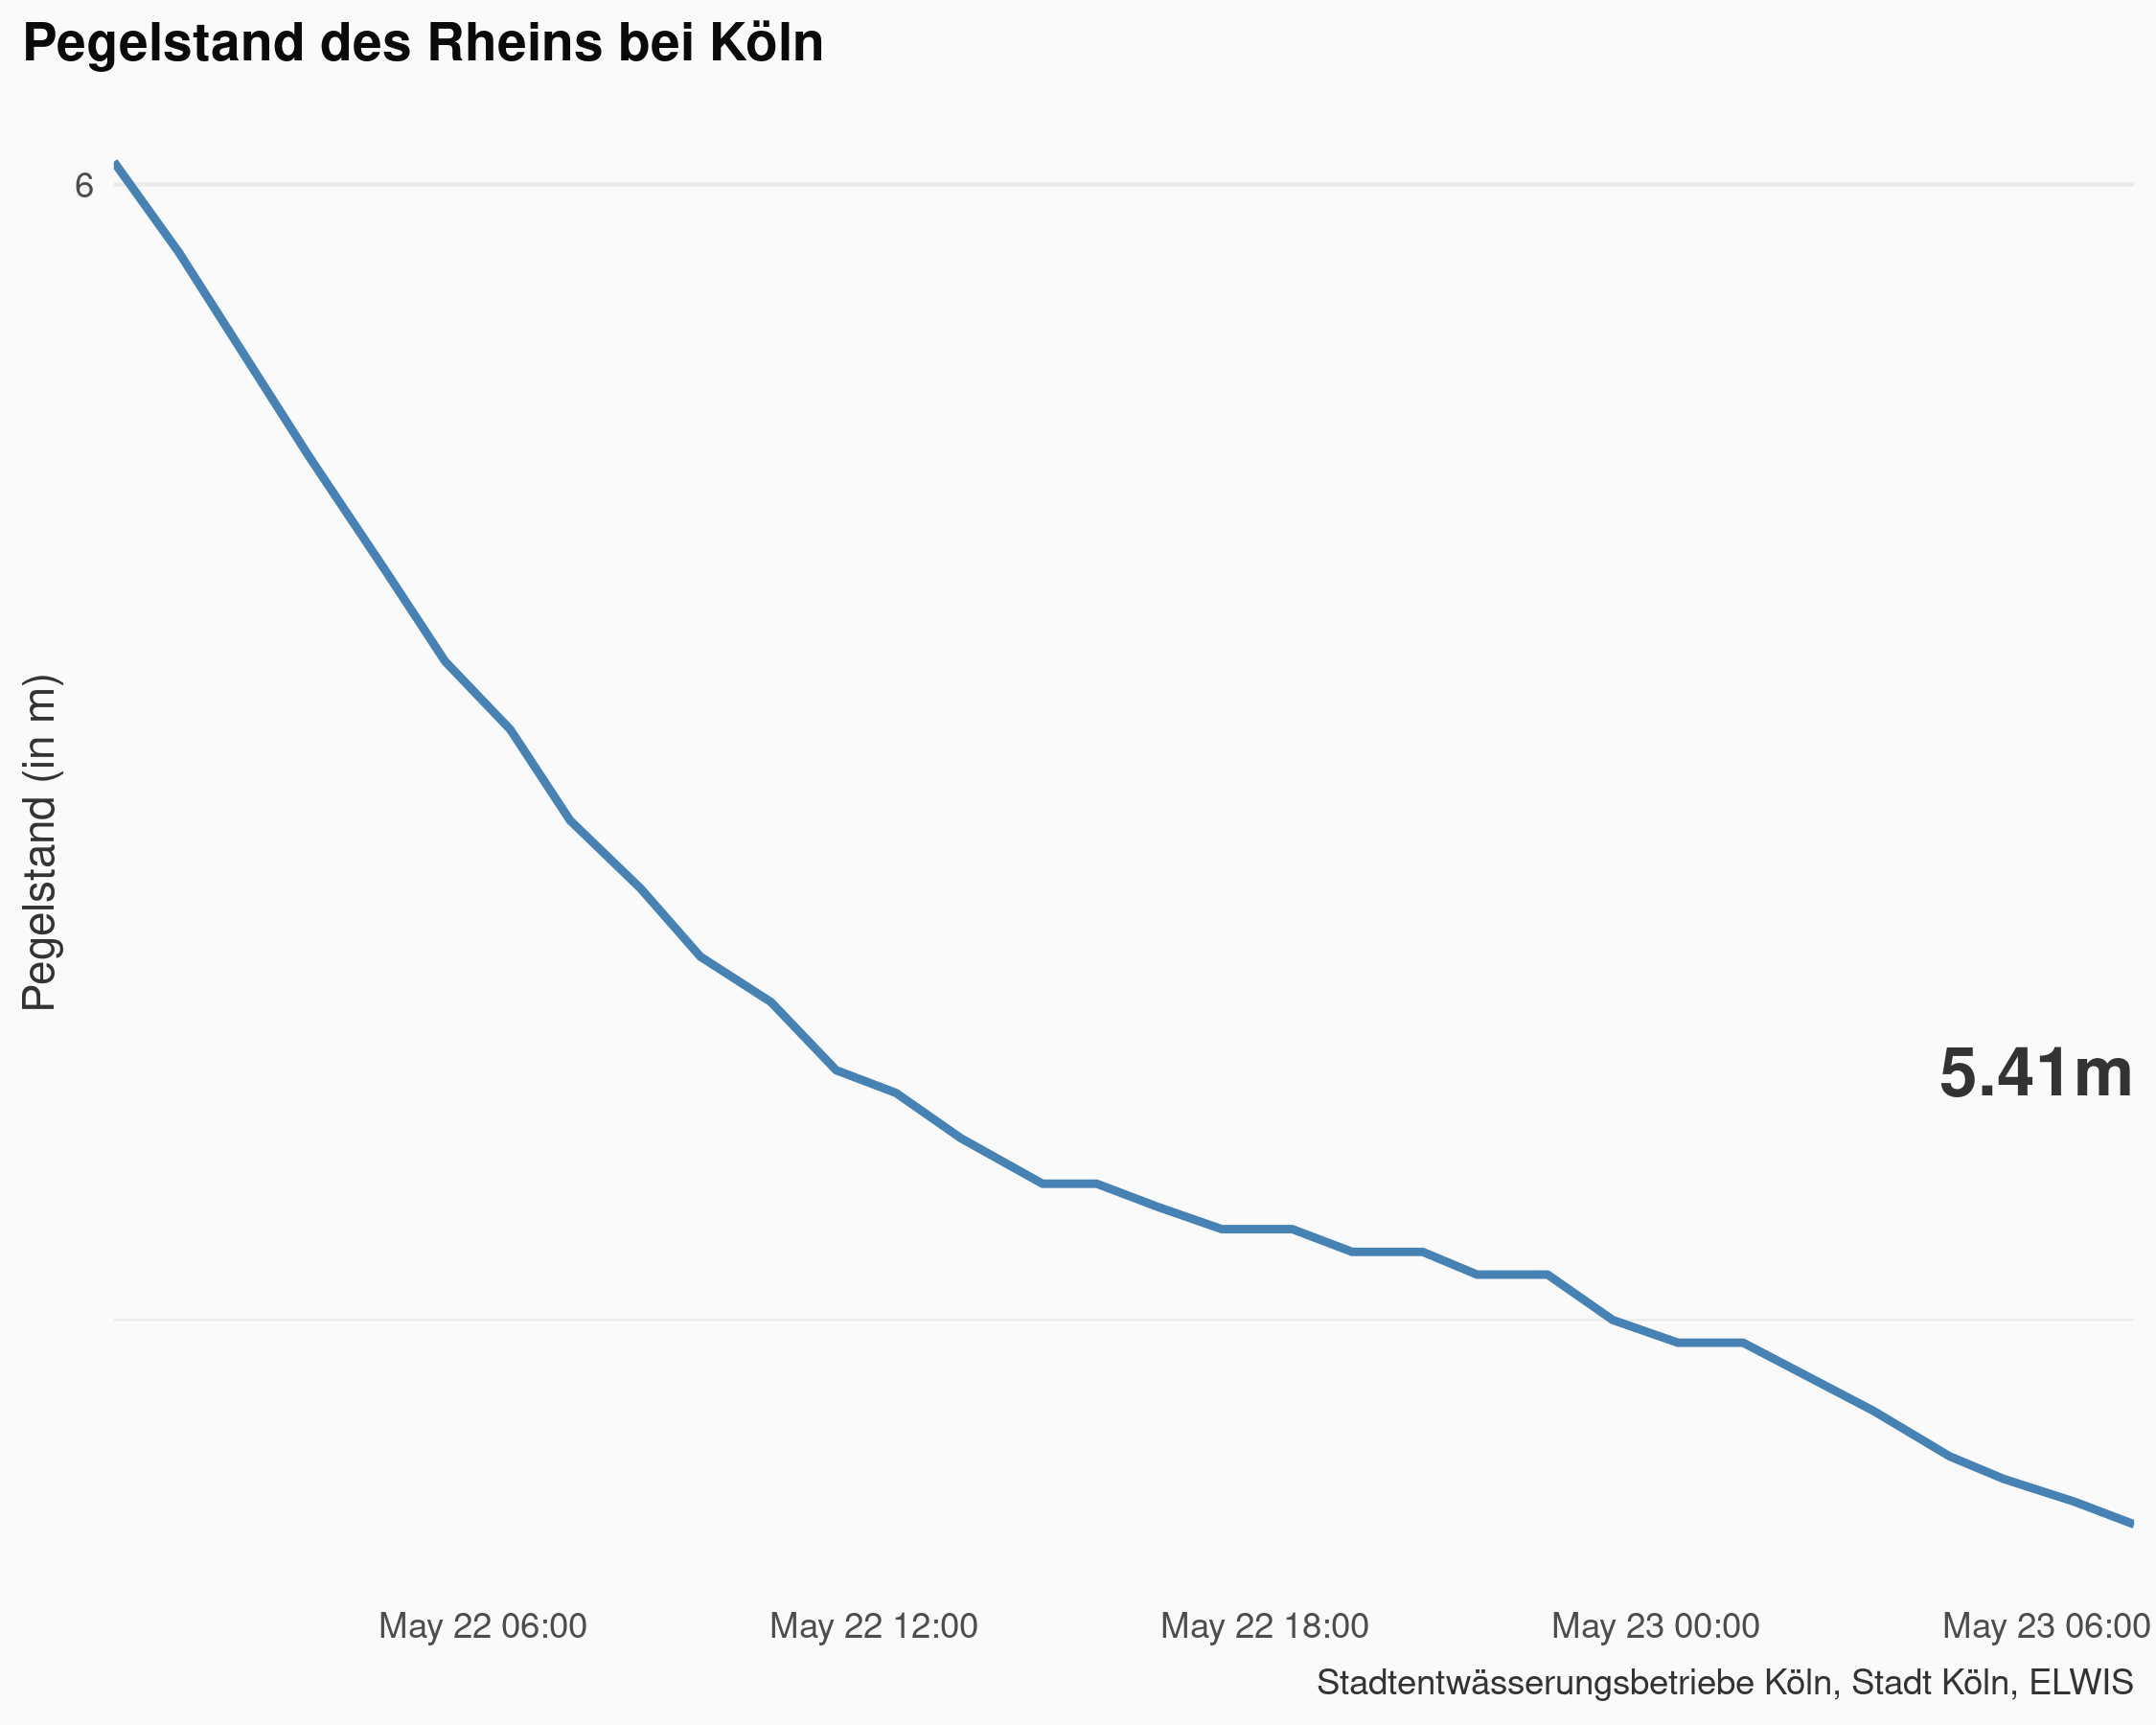 Pegelstand des Rheins bei Köln
6
Pegelstand (in m)
5.41m
May 22 06:00 May 22 12:00 May 22 18:00 May 23 00:00 May 23 06:00
Stadtentwässerungsbetriebe Köln, Stadt Köln, ELWIS